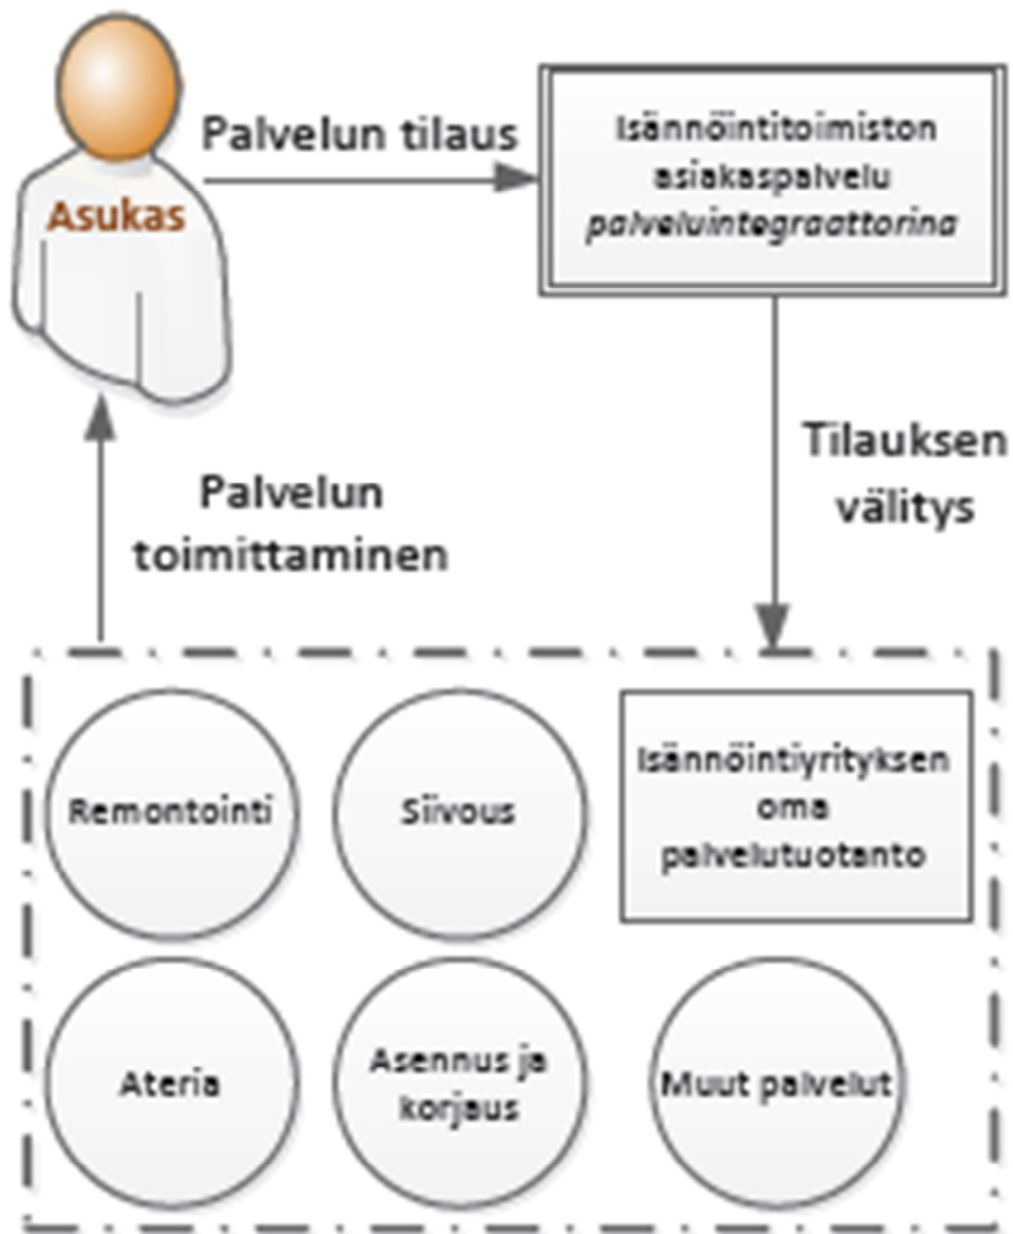 Palvelun tilaus
Isännöintitoimiston
asiakaspalvelu
palveluintegraattorina
Asukas
Tilauksen
välitys
Palvelun
toimittaminen
Remontointi
Siivous
Isännöintiyrityksen
oma
palvelutuotanto
Ateria
Asennus ja
korjaus
Muut palvelut